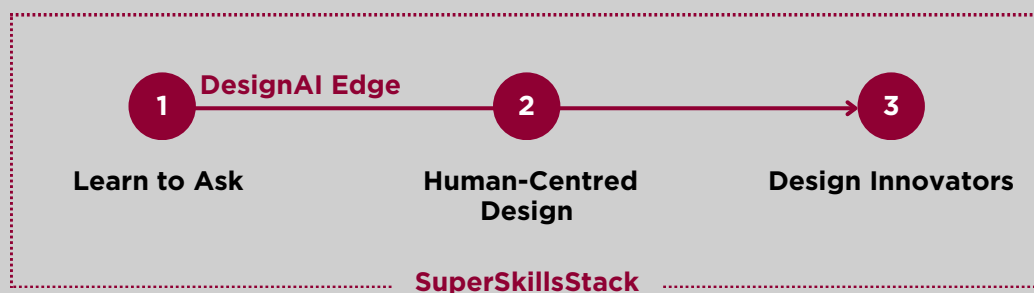 DesignAI Edge
1
2
3
Learn to Ask
Human-Centred
Design
Design Innovators
SuperSkillsStack